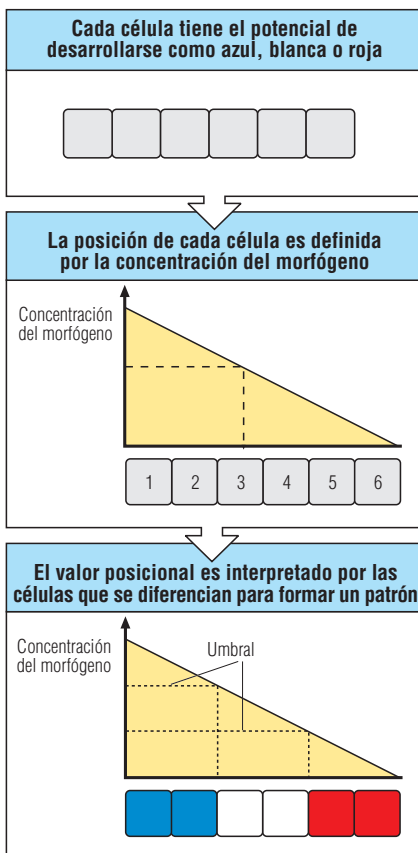 Cada célula tiene el potencial de
desarrollarse como azul, blanca o roja
La posición de cada célula es definida
por la concentración del morfógeno
Concentración
del morfógeno
1 2 3 4 5 6
El valor posicional es interpretado por las
células que se diferencian para formar un patrón
Concentración
del morfógeno
Umbral